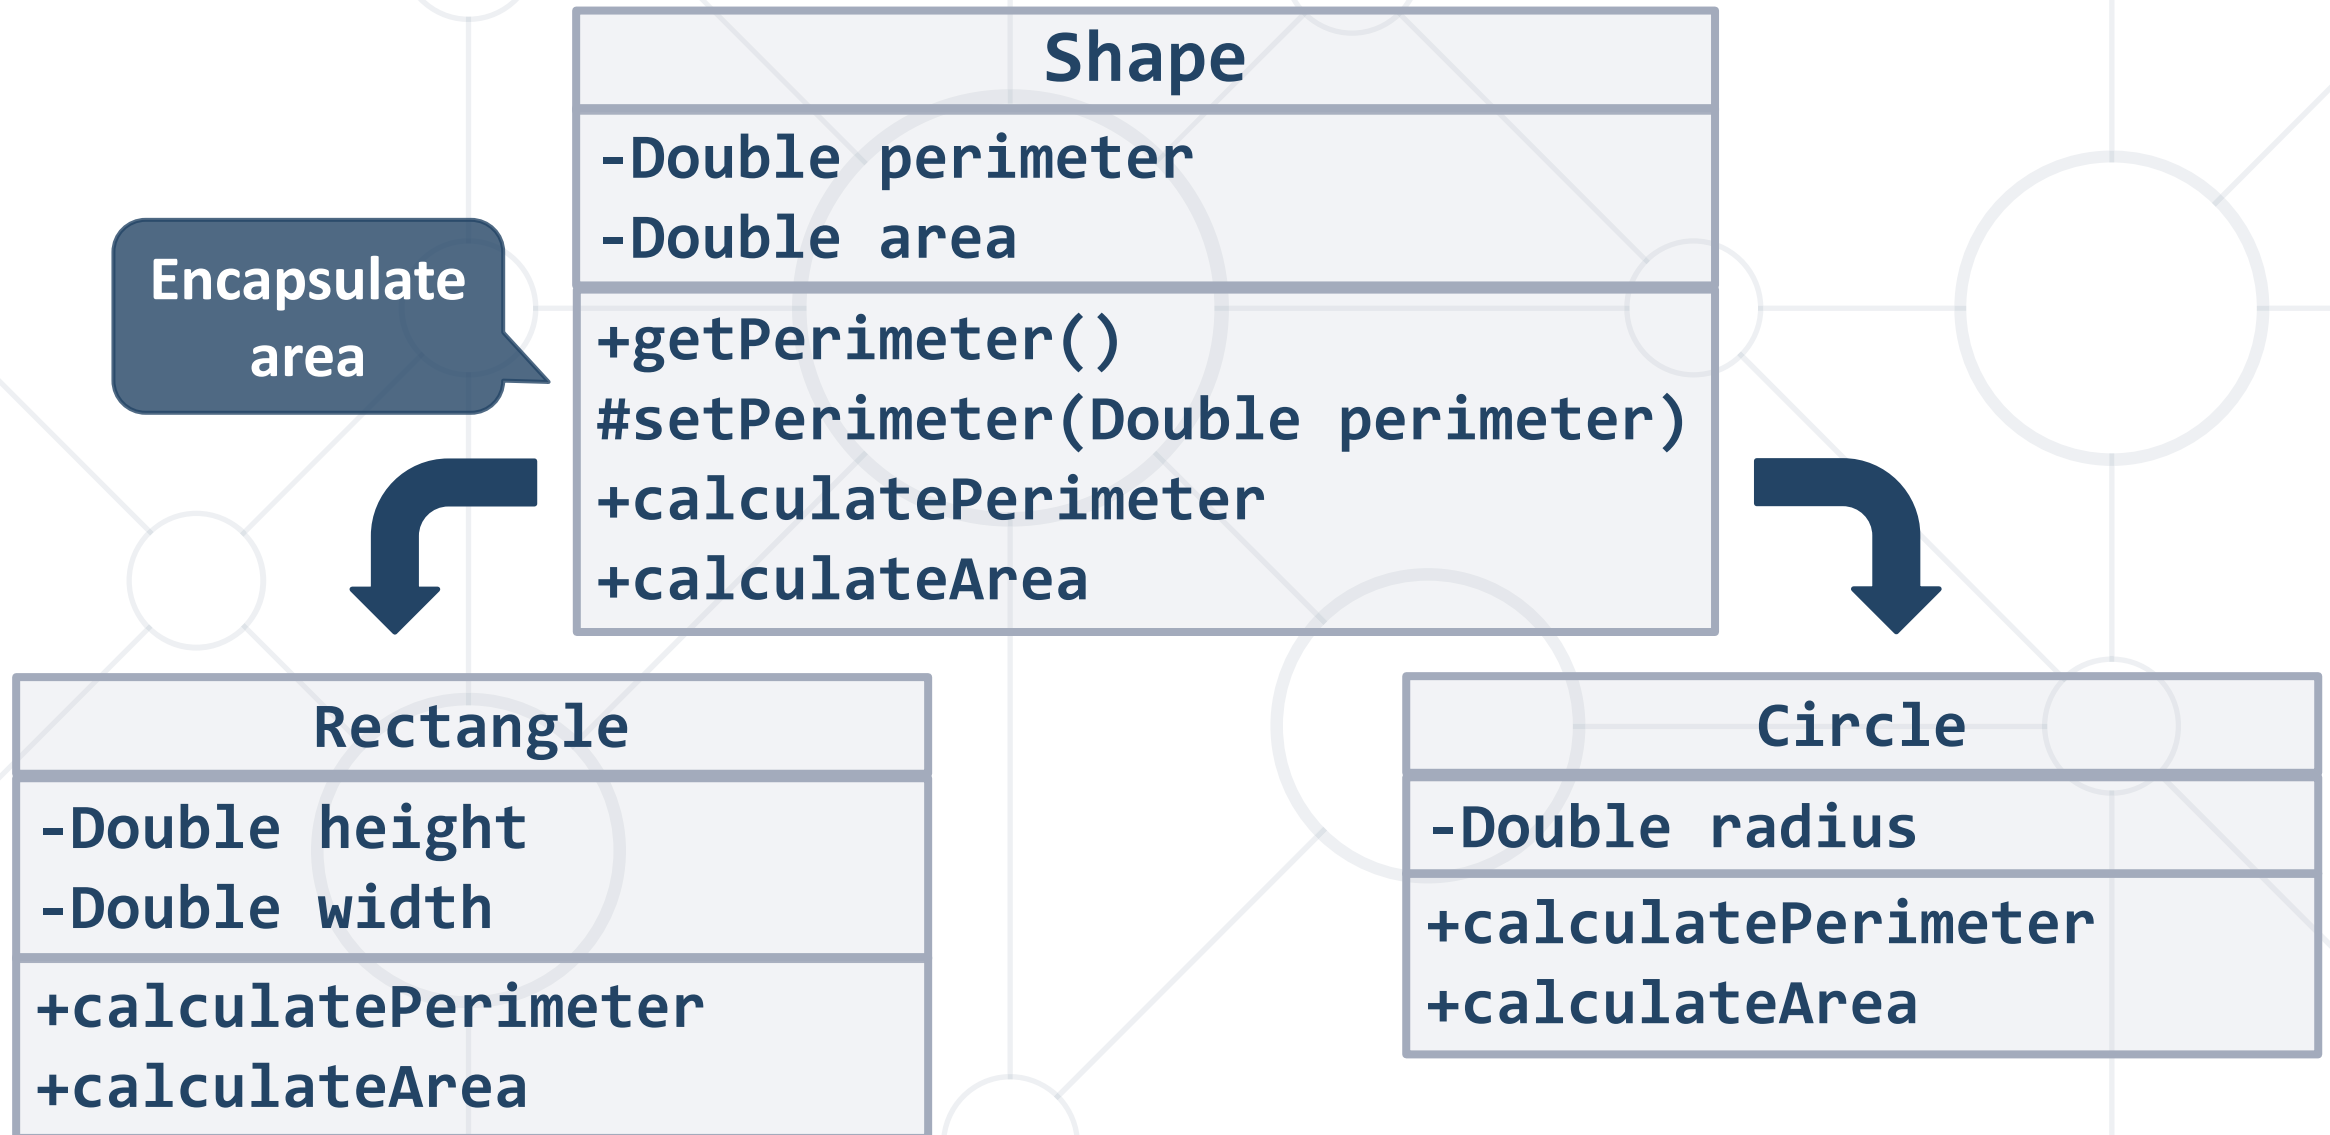 Shape
-Double perimeter
-Double area
Encapsulate
area
+getPerimeter()
#setPerimeter(Double perimeter)
+calculatePerimeter
+calculateArea
Rectangle
-Double height
-Double width
+calculatePerimeter
+calculateArea
Circle
-Double radius
+calculatePerimeter
+calculateArea